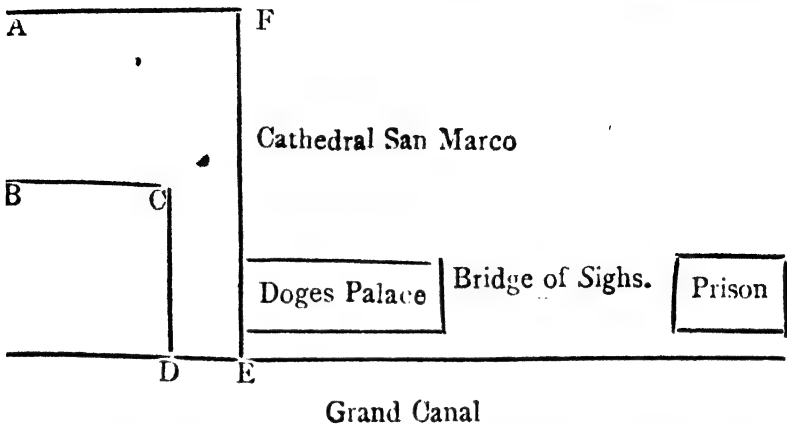 A F
Cathedral San Marco
B C
Doges Palace Bridge of Sighs. Prison
D E
Grand Canal